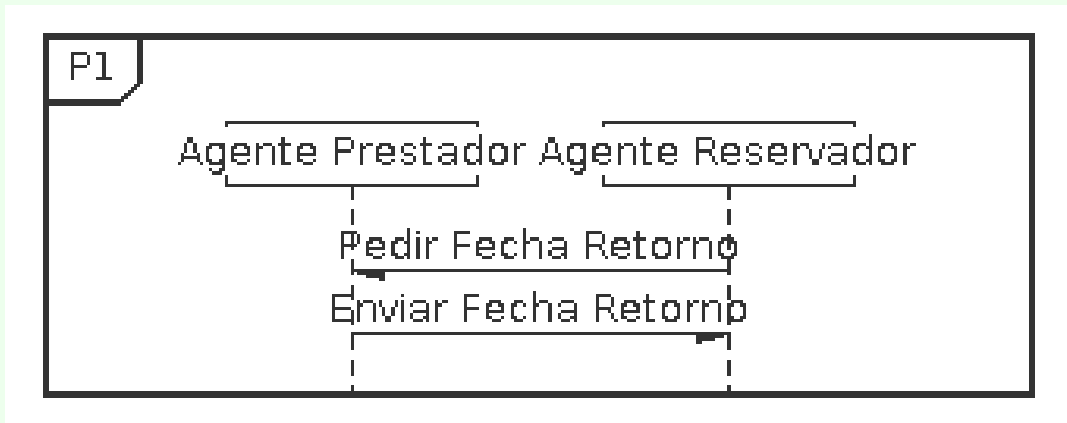 P1
Agente Prestador Agente Reservador
Pedir Fecha Retorno
Enviar Fecha Retorno